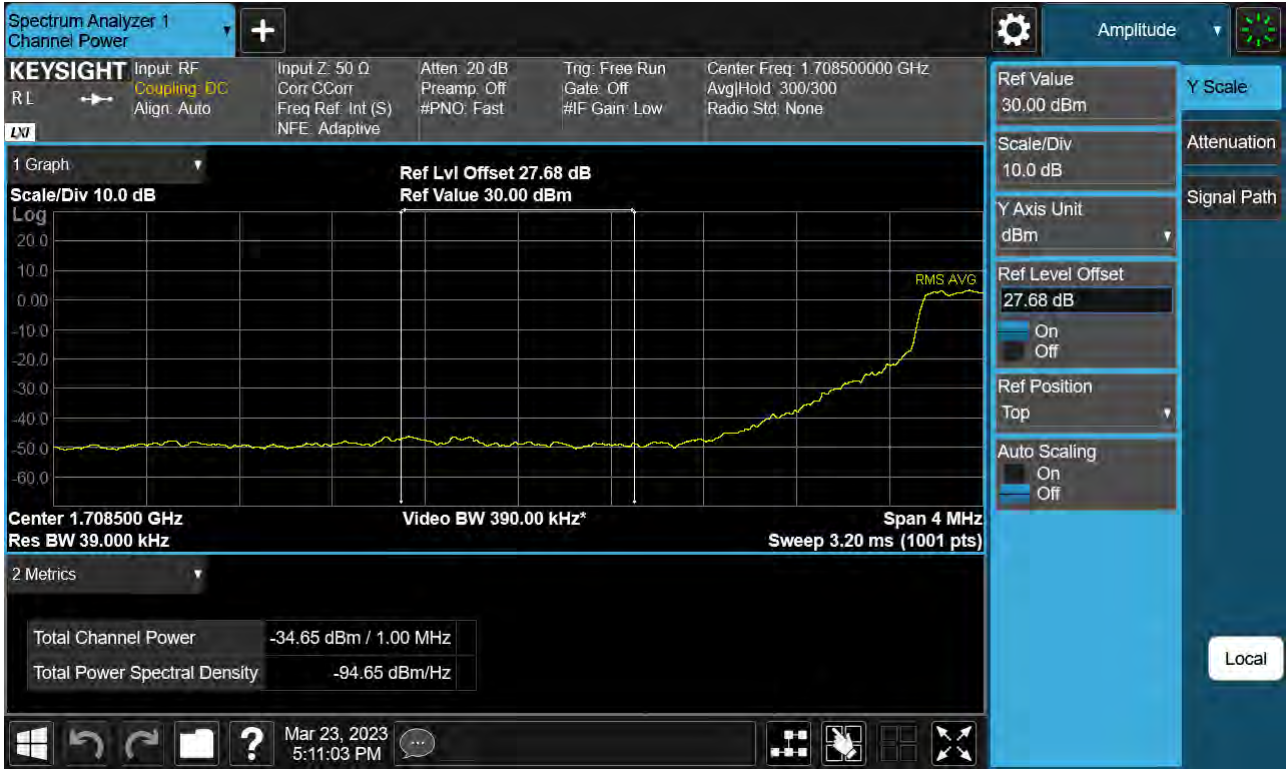 Spectrum Analyzer 1
Channel Power
+
Amplitude
KEYSIGHT
R L
LXI
Input: RF
Coupling: DC
Align: Auto
Input Z: 50 Ω
Corr CCorr
Freq Ref: Int (S)
NFE: Adaptive
Atten: 20 dB
Preamp: Off
#PNO: Fast
Trig: Free Run
Gate: Off
#IF Gain: Low
Center Freq: 1.708500000 GHz
Avg|Hold: 300/300
Radio Std: None
1 Graph
Scale/Div 10.0 dB
Ref Lvl Offset 27.68 dB
Ref Value 30.00 dBm
Log
20.0
10.0
0.00
-10.0
-20.0
-30.0
-40.0
-50.0
-60.0
RMS AVG
Center 1.708500 GHz
Video BW 390.00 kHz*
Span 4 MHz
Res BW 39.000 kHz
Sweep 3.20 ms (1001 pts)
2 Metrics
Total Channel Power
-34.65 dBm / 1.00 MHz
Total Power Spectral Density
-94.65 dBm/Hz
Ref Value
30.00 dBm
Scale/Div
10.0 dB
Y Axis Unit
dBm
Ref Level Offset
27.68 dB
On
Off
Ref Position
Top
Auto Scaling
On
Off
Y Scale
Attenuation
Signal Path
Local
?
Mar 23, 2023
5:11:03 PM